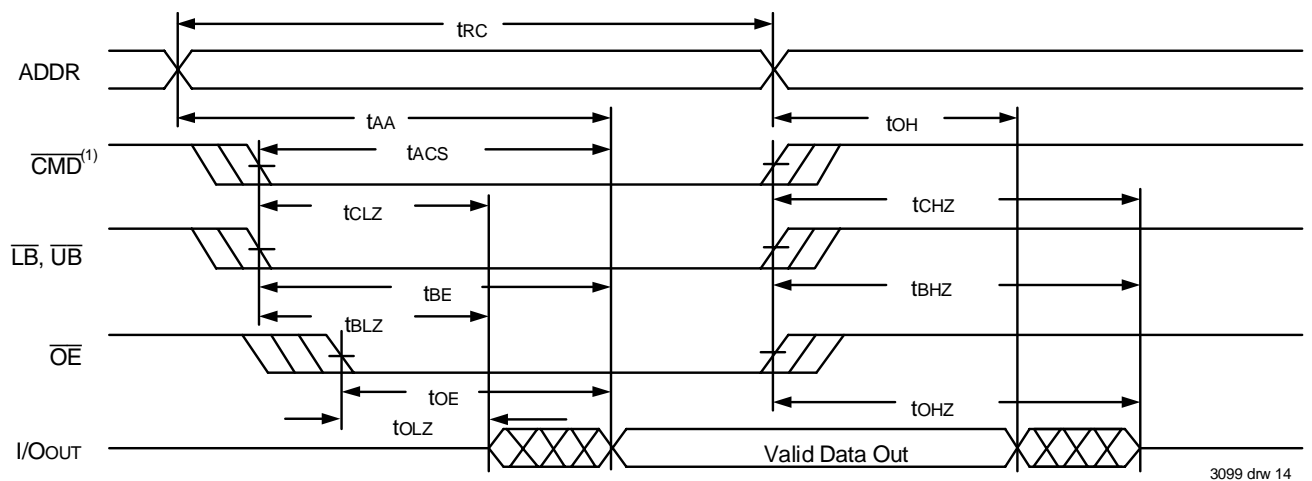 tRC
ADDR
tAA
tOH
CMD(1)
tACS
tCLZ
tCHZ
LB, UB
tBE
tBHZ
tBLZ
OE
tOE
tOHZ
tOLZ
I/OOUT
Valid Data Out
3099 drw 14